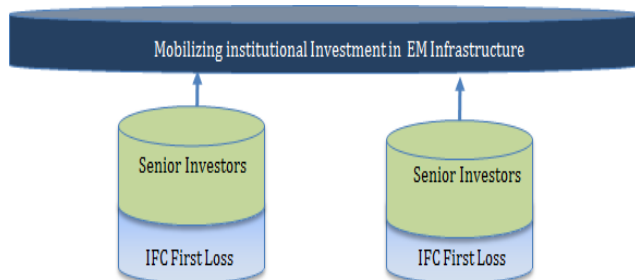 Mobilizing institutional Investment in EM Infrastructure
Senior Investors
Senior Investors
IFC First Loss
IFC First Loss